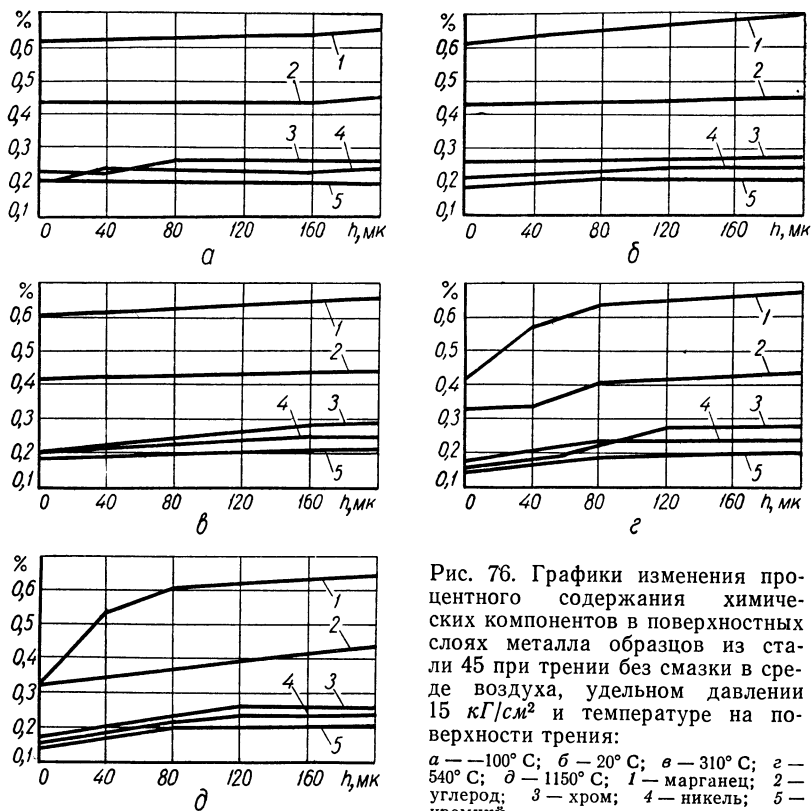 %
0,6
0,5
0,4
0,3
0,2
0,1
1
2
3
4
5
0 40 80 120 160 h, мк
а
%
0,6
0,5
0,4
0,3
0,2
0,1
1
2
4 3
5
0 40 80 120 160 h, мк
б
%
0,6
0,5
0,4
0,3
0,2
0,1
1
2
4 3
5
0 40 80 120 160 h, мк
в
%
0,6
0,5
0,4
0,3
0,2
0,1
1
2
4 3
5
0 40 80 120 160 h, мк
г
%
0,6
0,5
0,4
0,3
0,2
0,1
1
2
4 3
5
0 40 80 120 160 h, мк
д
Рис. 76. Графики изменения про-
центного содержания химиче-
ских компонентов в поверхностных
слоях металла образцов из ста-
ли 45 при трении без смазки в сре-
де воздуха, удельном давлении
15 кГ/см² и температуре на по-
верхности трения:
а — —100° С; б — 20° С; в — 310° С; г —
540° С; д — 1150° С; 1 — марганец; 2 —
углерод; 3 — хром; 4 — никель; 5 —